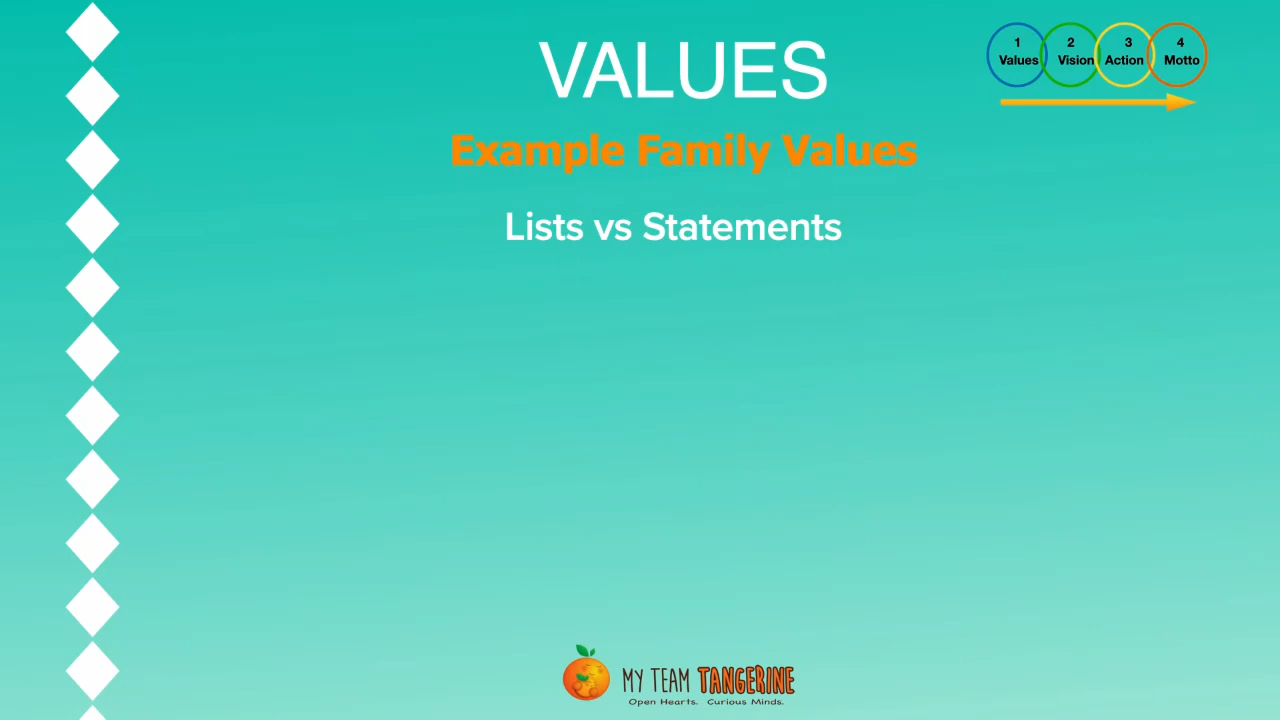 VALUES
1 2 3 4
Values Vision Action Motto
Example Family Values
Lists vs Statements
MY TEAM TANGERINE
Open Hearts. Curious Minds.